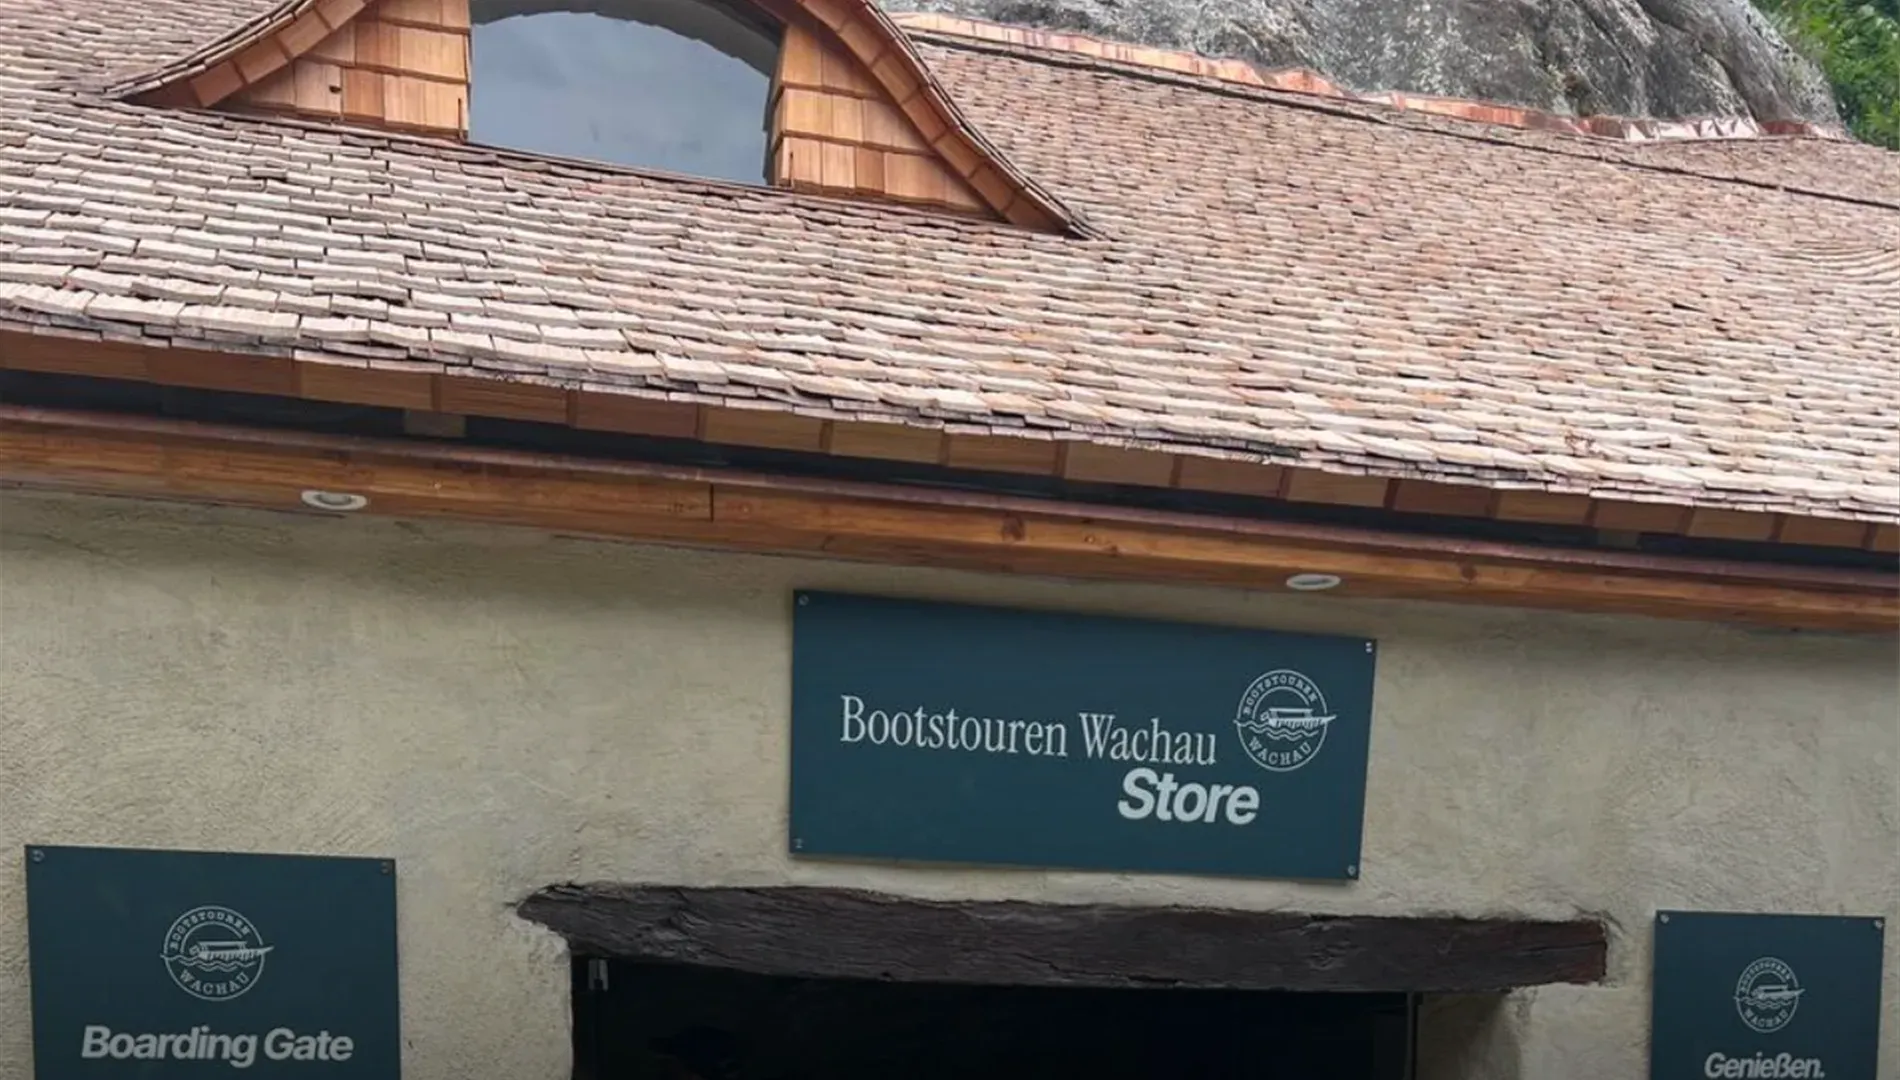 Bootstouren Wachau
BOOTSTOUREN
WACHAU
Store
BOOTSTOUREN
WACHAU
Boarding Gate
BOOTSTOUREN
WACHAU
Genießen.